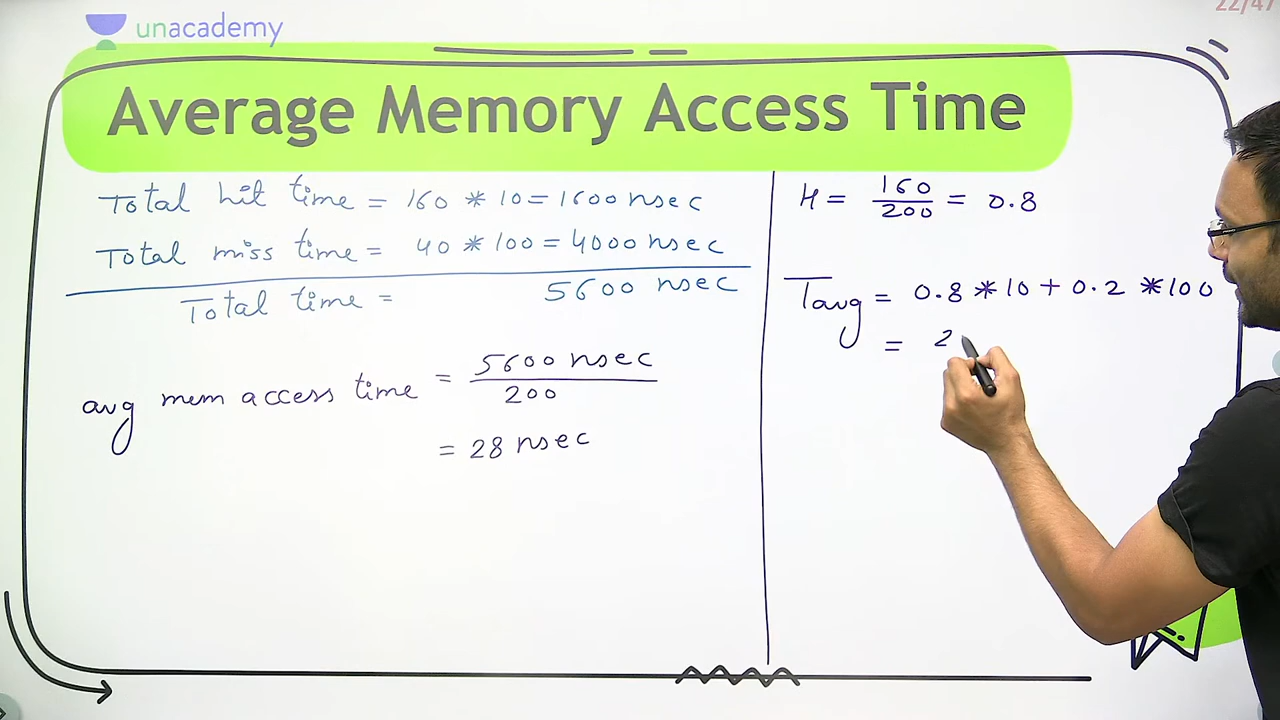 22/47
unacademy
Average Memory Access Time
Total hit time = 160 * 10 = 1600 nsec
Total miss time = 40 * 100 = 4000 nsec
Total time = 5600 nsec
avg mem access time = 5600 nsec / 200
= 28 nsec
H = 160 / 200 = 0.8
Tavg = 0.8 * 10 + 0.2 * 100
= 2